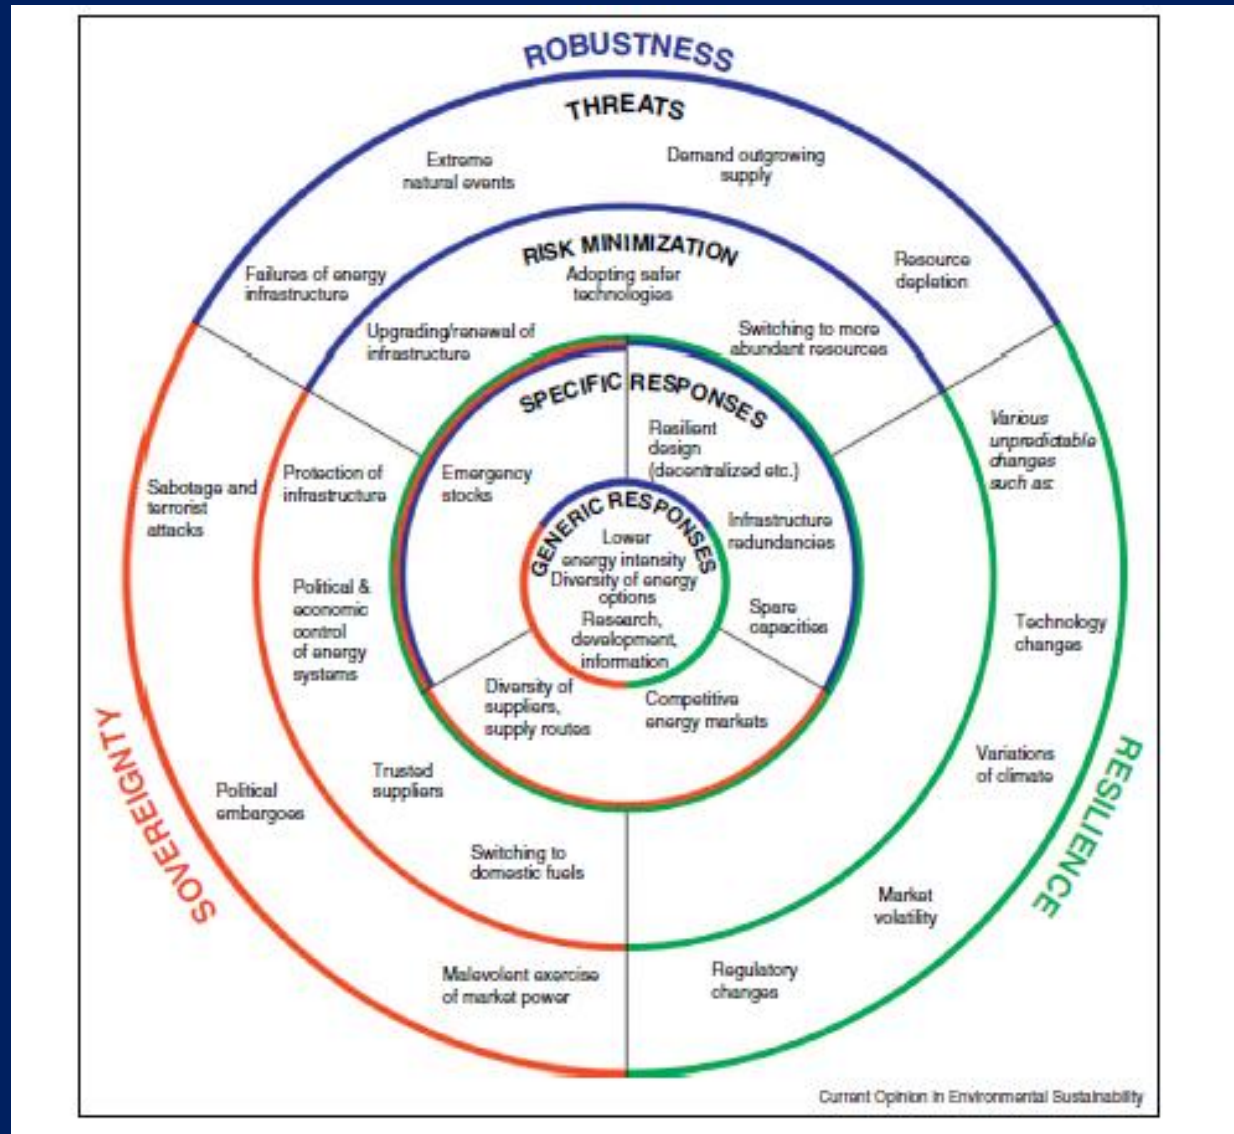 ROBUSTNESS
THREATS
Extreme
natural events
Demand outgrowing
supply
Failures of energy
infrastructure
Resource
depletion
RISK MINIMIZATION
Adopting safer
technologies
Upgrading/renewal of
infrastructure
Switching to more
abundant resources
SPECIFIC RESPONSES
Resilient
design
(decentralized etc.)
Various
unpredictable
changes
such as:
Sabotage and
terrorist
attacks
Protection of
infrastructure
Emergency
stocks
Infrastructure
redundancies
GENERIC RESPONSES
Lower
energy intensity
Diversity of energy
options
Research,
development,
information
Political &
economic
control
of energy
systems
Spare
capacities
Technology
changes
Diversity of
suppliers,
supply routes
Competitive
energy markets
SOVEREIGNTY
Political
embargoes
Trusted
suppliers
Variations
of climate
RESILIENCE
Switching to
domestic fuels
Market
volatility
Malevolent exercise
of market power
Regulatory
changes
Current Opinion in Environmental Sustainability